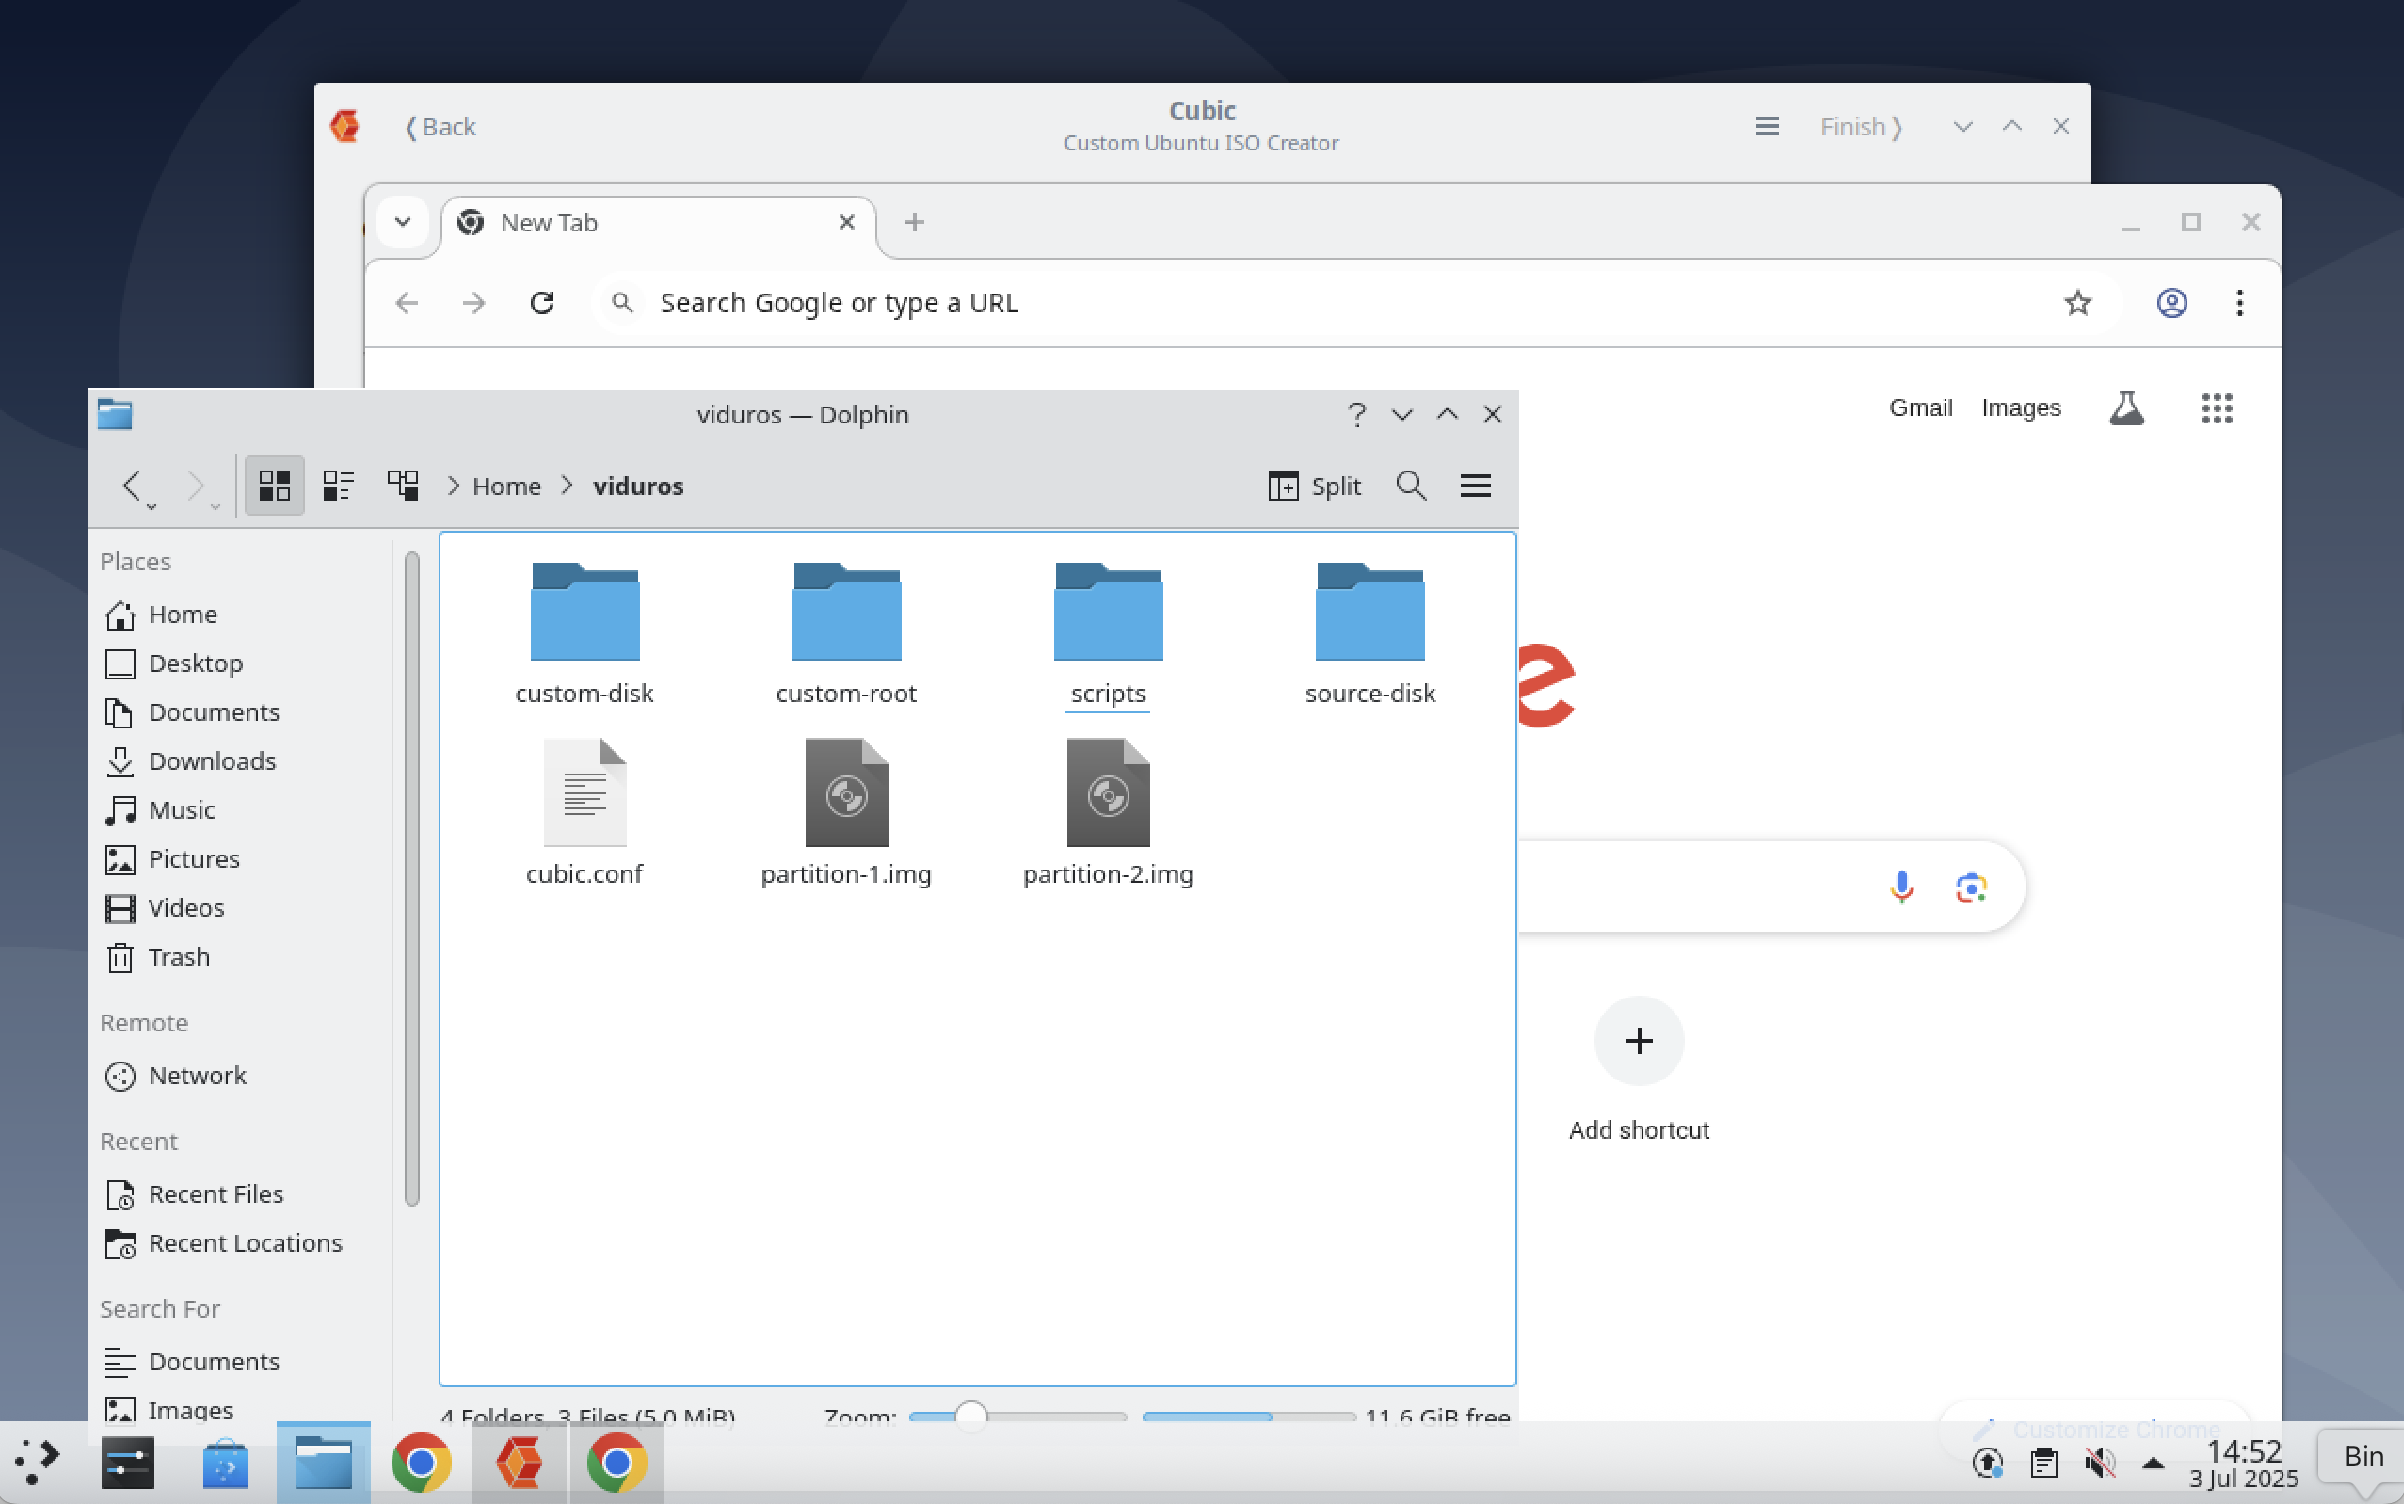 Cubic
❬Back
Finish❭
Custom Ubuntu ISO Creator
New Tab
Search Google or type a URL
Gmail Images
viduros — Dolphin
Home viduros
Split
Places
Home
Desktop
Documents
Downloads
Music
Pictures
Videos
Trash
Remote
Network
Recent
Recent Files
Recent Locations
Search For
Documents
Images
custom-disk custom-root scripts source-disk
cubic.conf partition-1.img partition-2.img
4 Folders, 3 Files (5.0 MiB)
Zoom:
11.6 GiB free
e
Add shortcut
Customize Chrome
14:52
3 Jul 2025
Bin